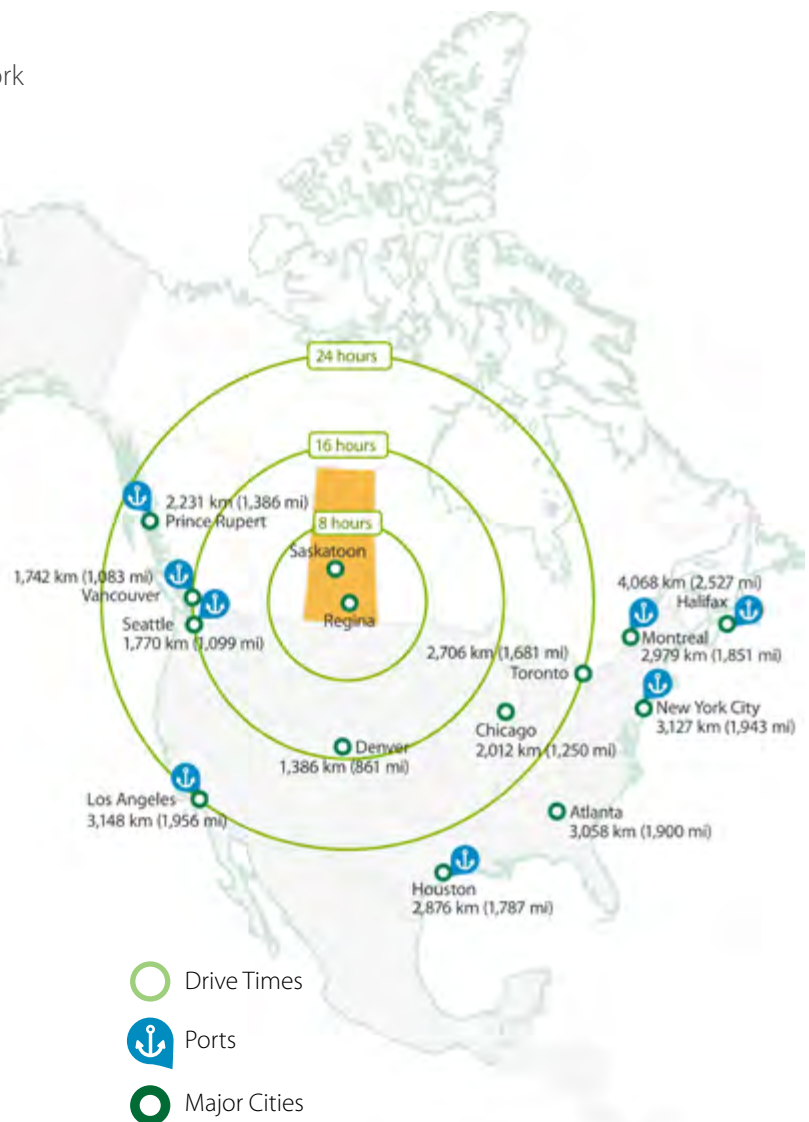 ork
24 hours
16 hours
2,231 km (1,386 mi)
Prince Rupert
8 hours
Saskatoon
1,742 km (1,083 mi)
Vancouver
4,068 km (2,527 mi)
Halifax
Seattle
1,770 km (1,099 mi)
Regina
Montreal
2,979 km (1,851 mi)
2,706 km (1,681 mi)
Toronto
New York City
3,127 km (1,943 mi)
Chicago
2,012 km (1,250 mi)
Denver
1,386 km (861 mi)
Los Angeles
3,148 km (1,956 mi)
Atlanta
3,058 km (1,900 mi)
Houston
2,876 km (1,787 mi)
Drive Times
Ports
Major Cities